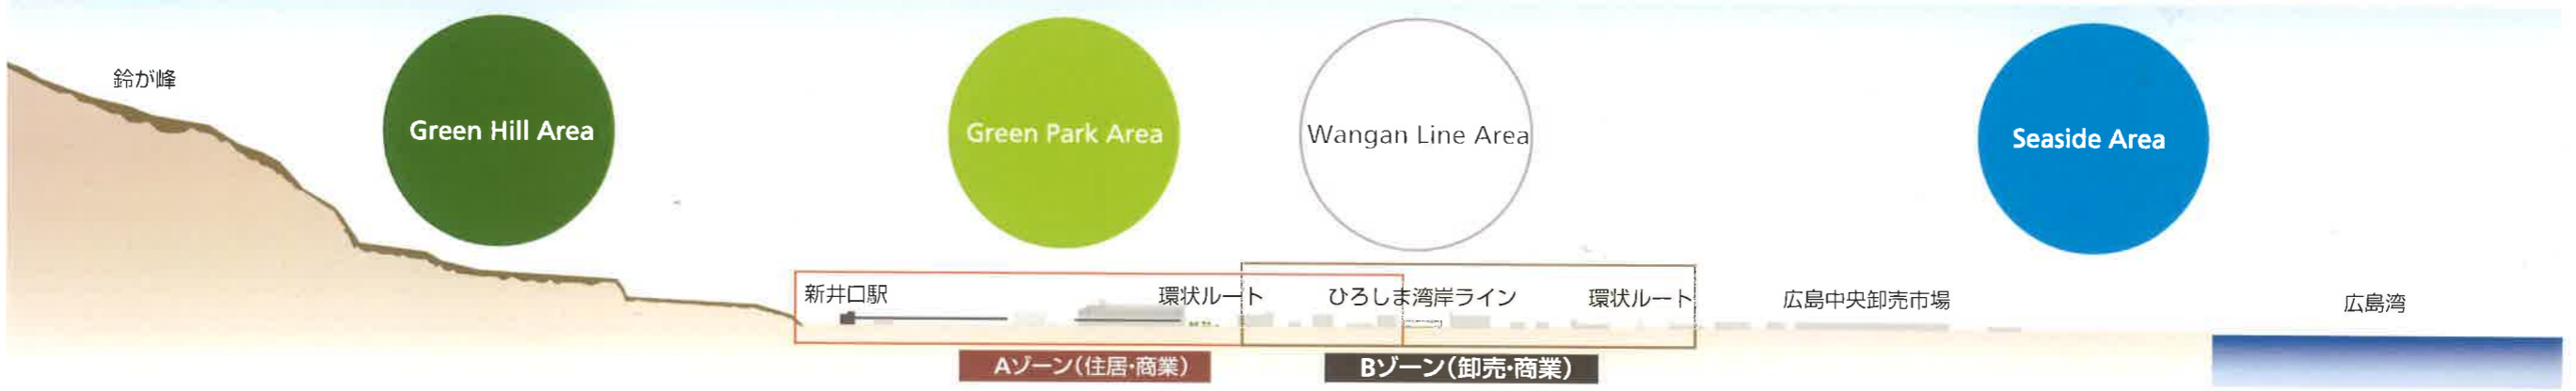 鈴が峰
Green Hill Area
Green Park Area
Wangan Line Area
Seaside Area
新井口駅
環状ルート
ひろしま湾岸ライン
環状ルート
広島中央卸売市場
広島湾
Aゾーン(住居・商業)
Bゾーン(卸売・商業)